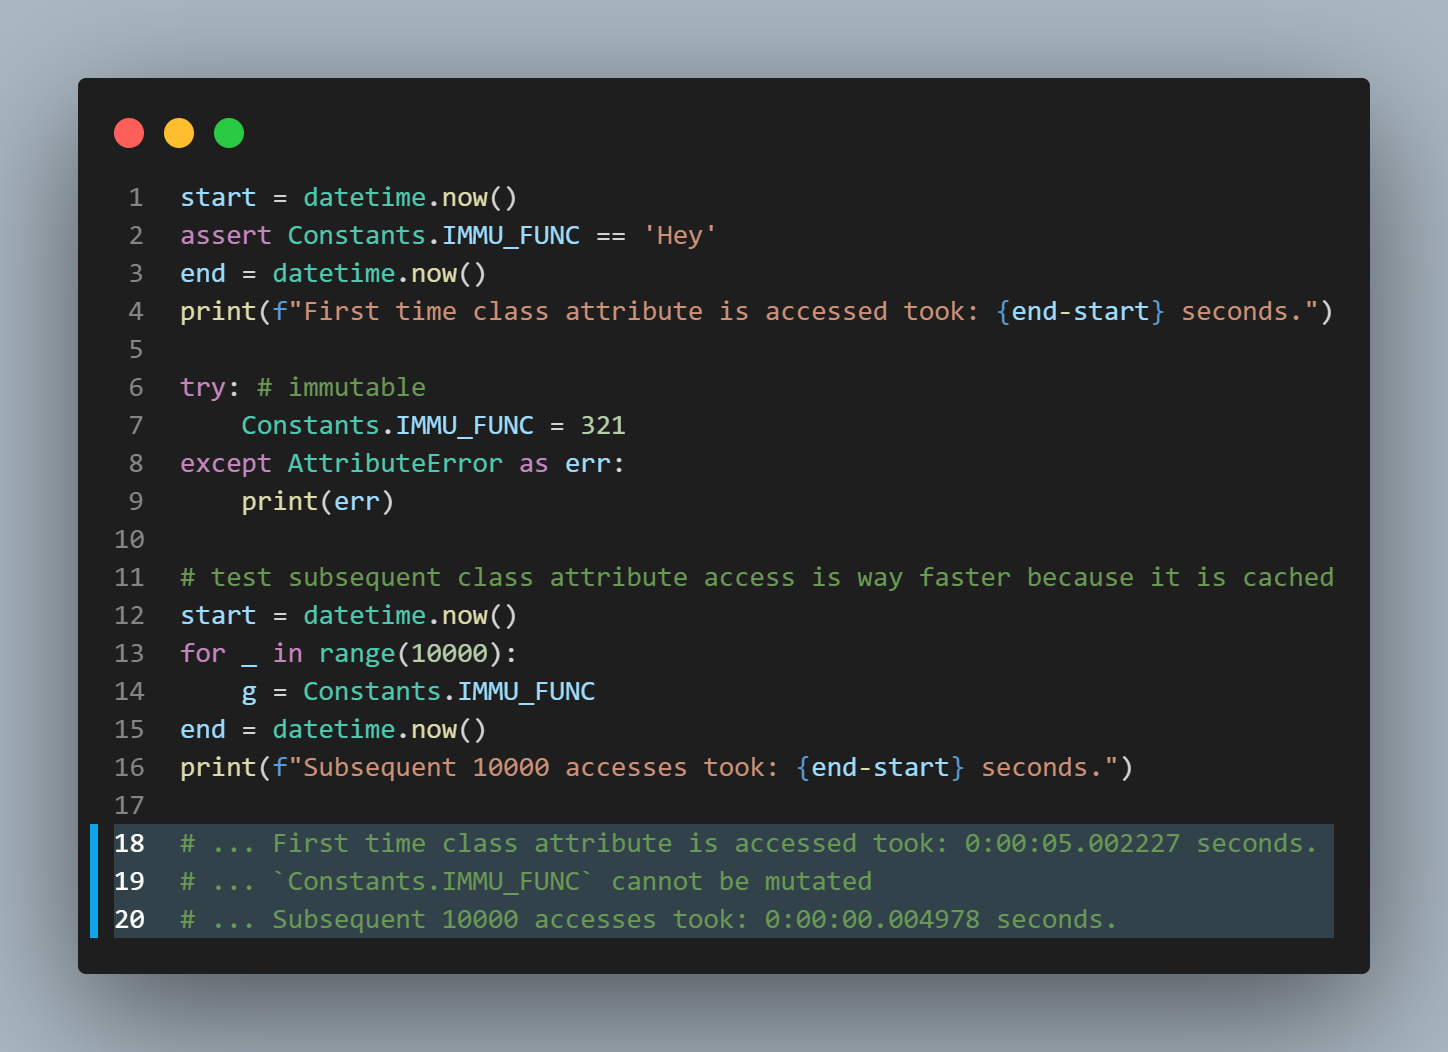 1 start = datetime.now()
2 assert Constants.IMMU_FUNC == 'Hey'
3 end = datetime.now()
4 print(f"First time class attribute is accessed took: {end-start} seconds.")
5
6 try: # immutable
7     Constants.IMMU_FUNC = 321
8 except AttributeError as err:
9     print(err)
10
11 # test subsequent class attribute access is way faster because it is cached
12 start = datetime.now()
13 for _ in range(10000):
14     g = Constants.IMMU_FUNC
15 end = datetime.now()
16 print(f"Subsequent 10000 accesses took: {end-start} seconds.")
17
18 # ... First time class attribute is accessed took: 0:00:05.002227 seconds.
19 # ... `Constants.IMMU_FUNC` cannot be mutated
20 # ... Subsequent 10000 accesses took: 0:00:00.004978 seconds.